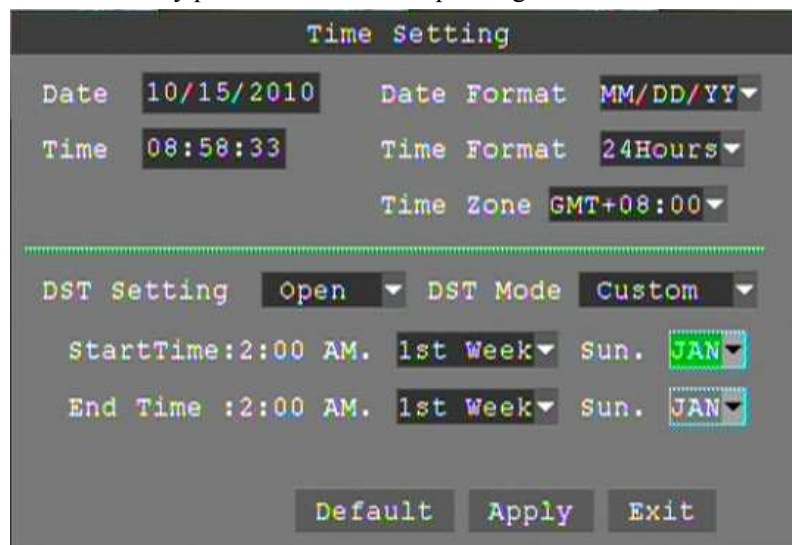 Time Setting
Date 10/15/2010 Date Format MM/DD/YY
Time 08:58:33 Time Format 24Hours
Time Zone GMT+08:00
DST Setting Open DST Mode Custom
StartTime:2:00 AM. 1st Week Sun. JAN
End Time :2:00 AM. 1st Week Sun. JAN
Default Apply Exit